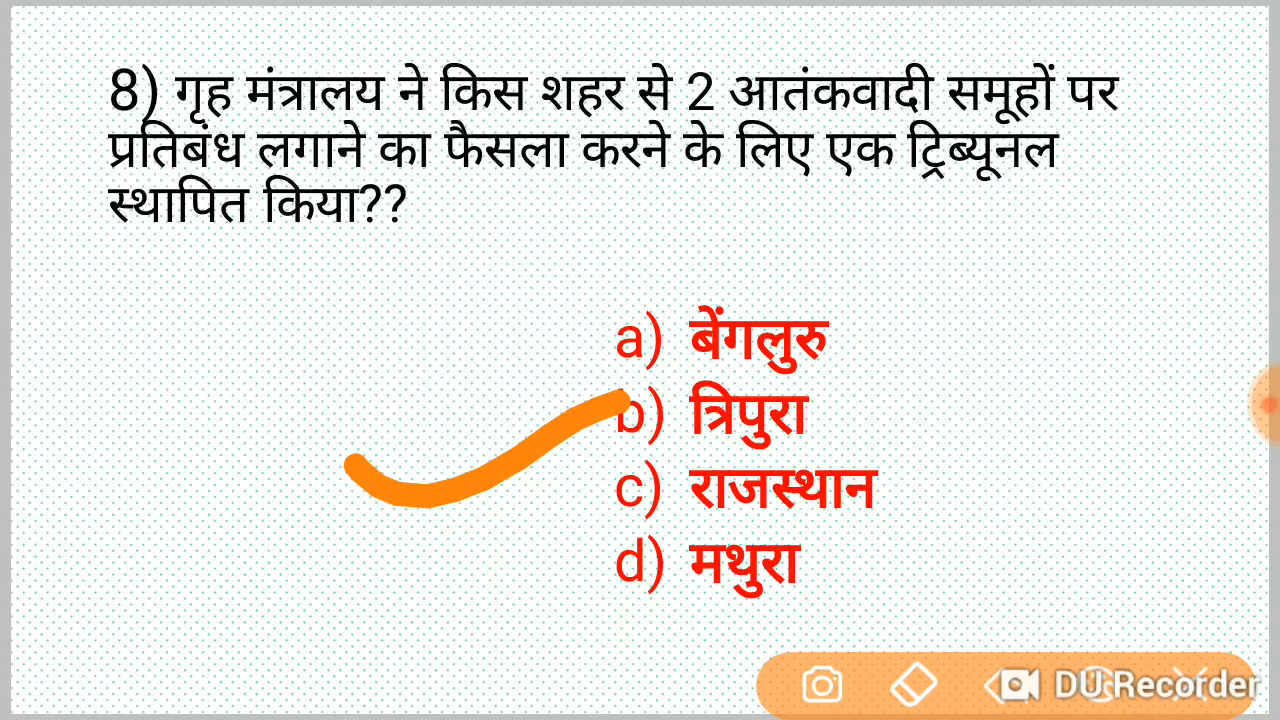 8) गृह मंत्रालय ने किस शहर से 2 आतंकवादी समूहों पर
प्रतिबंध लगाने का फैसला करने के लिए एक ट्रिब्यूनल
स्थापित किया??
a) बेंगलुरु
b) त्रिपुरा
c) राजस्थान
d) मथुरा
DU Recorder